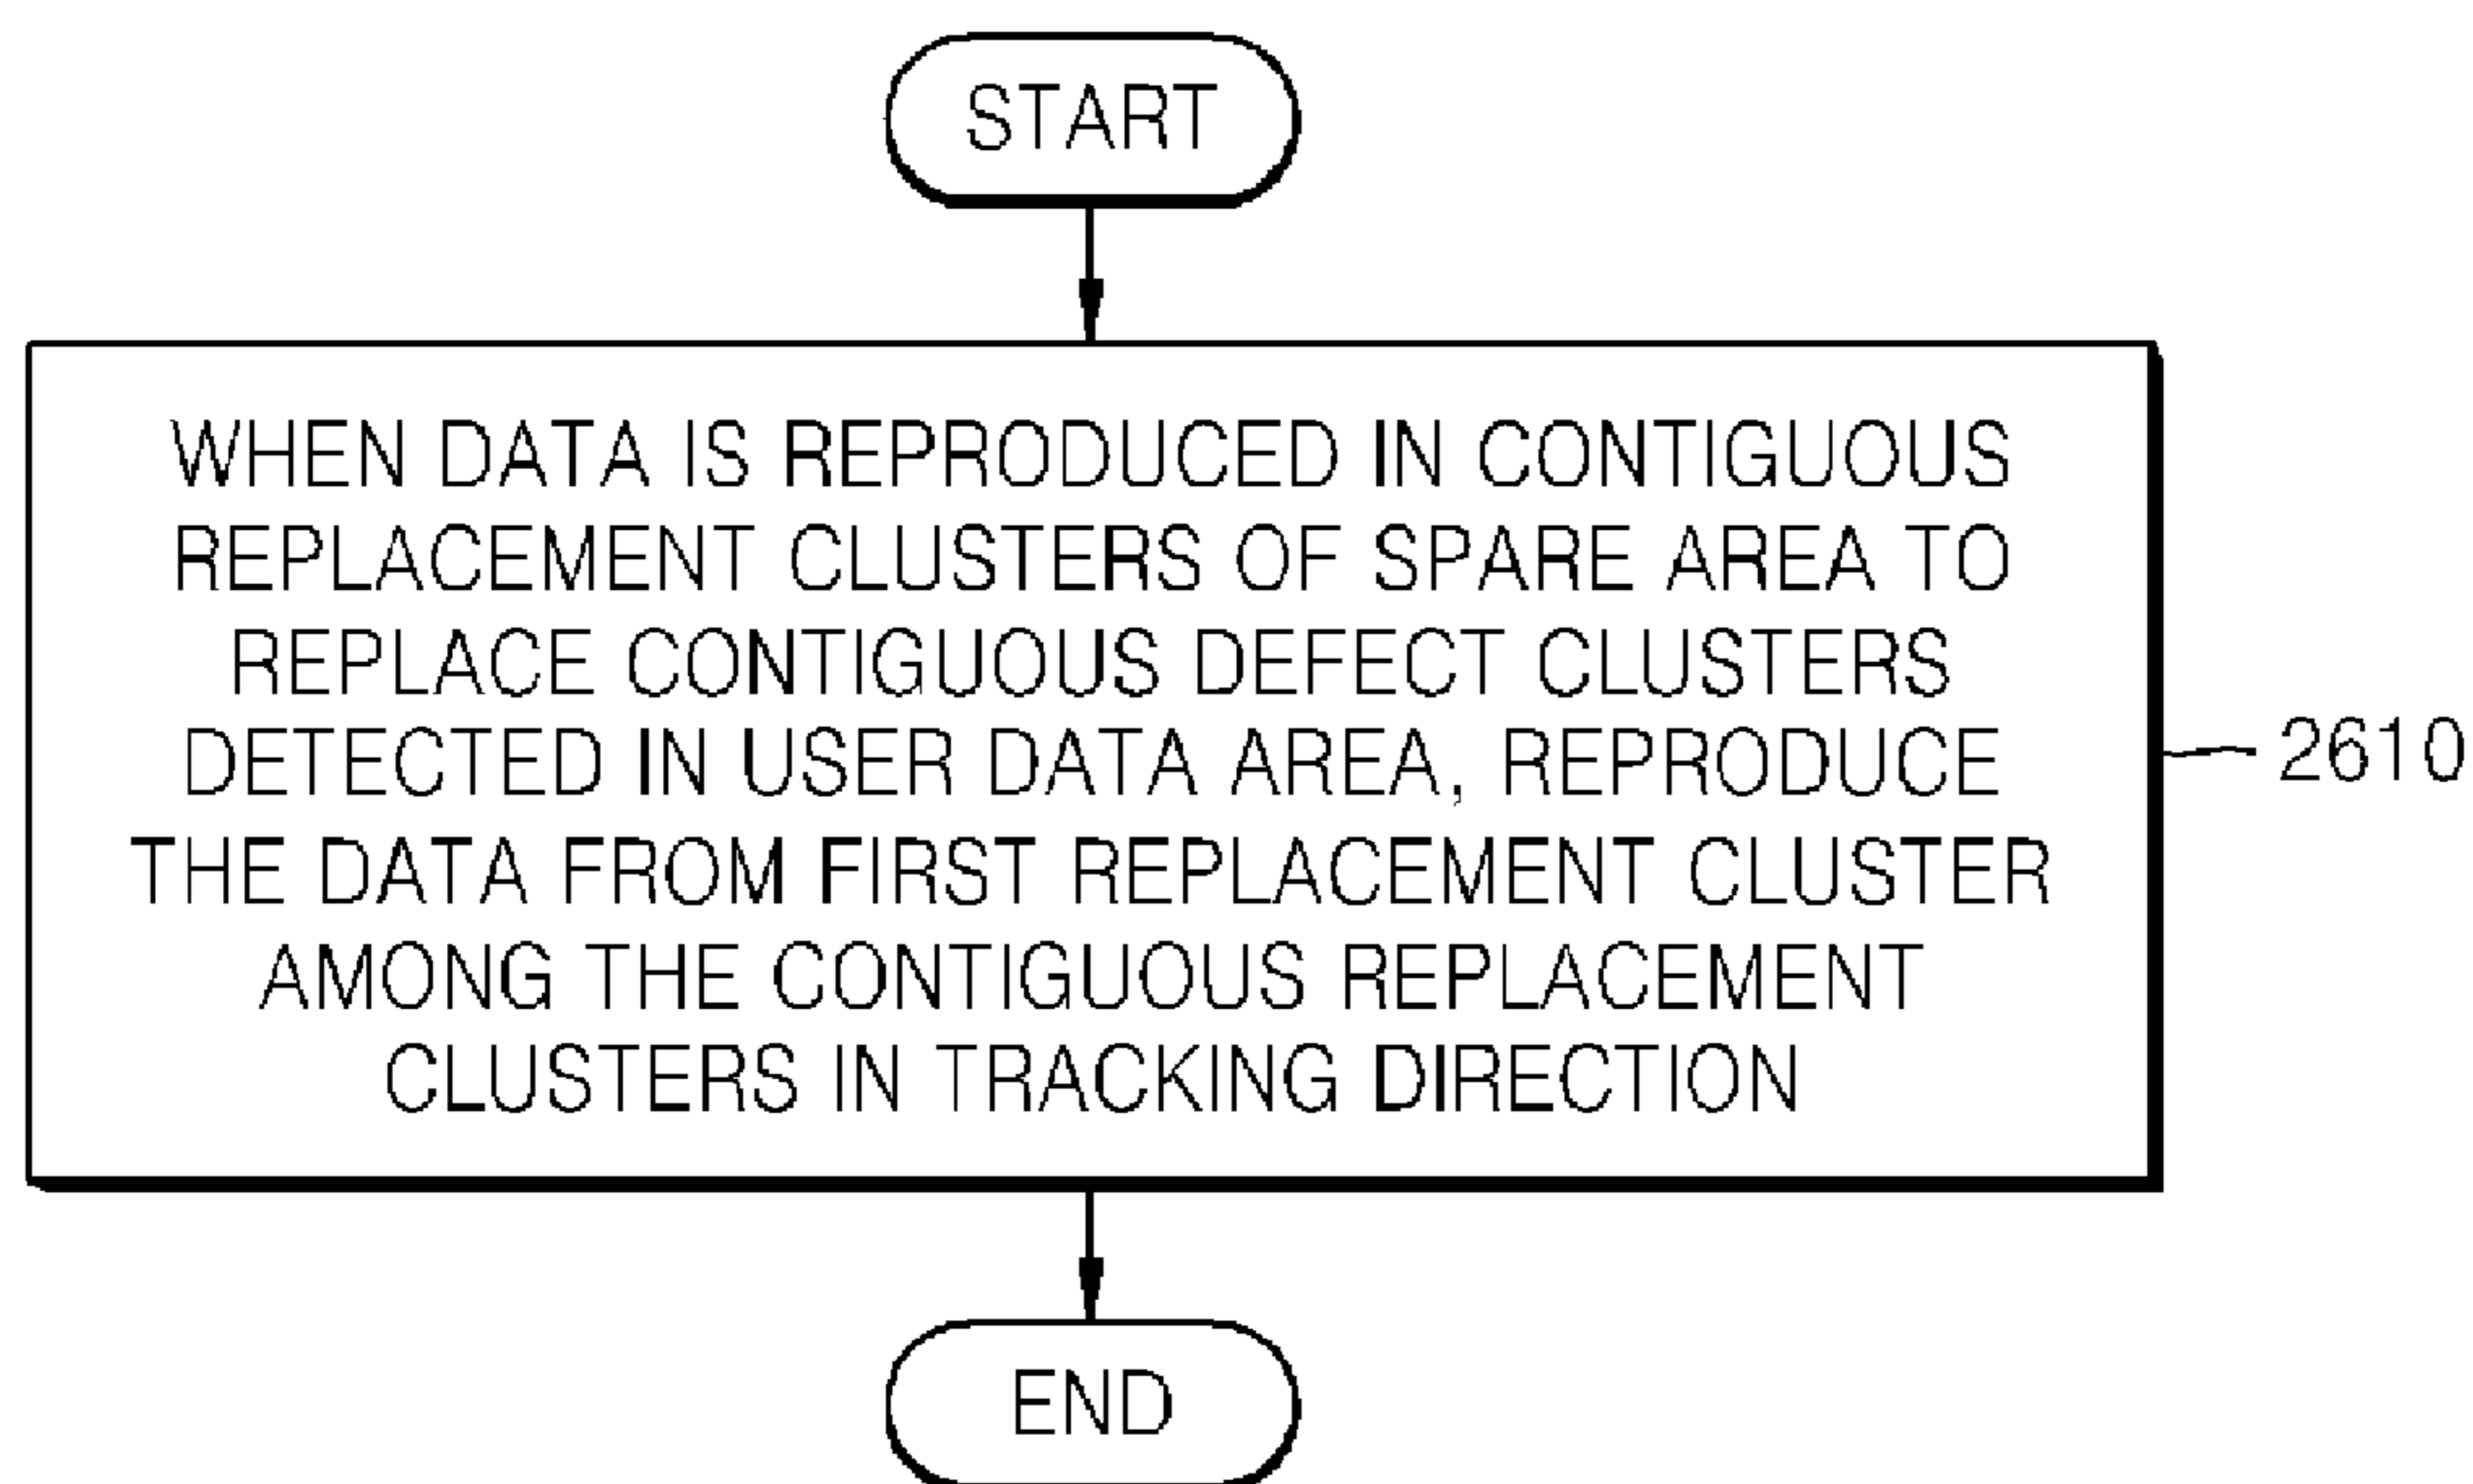 START
WHEN DATA IS REPRODUCED IN CONTIGUOUS
REPLACEMENT CLUSTERS OF SPARE AREA TO
REPLACE CONTIGUOUS DEFECT CLUSTERS
DETECTED IN USER DATA AREA, REPRODUCE
THE DATA FROM FIRST REPLACEMENT CLUSTER
AMONG THE CONTIGUOUS REPLACEMENT
CLUSTERS IN TRACKING DIRECTION
2610
END